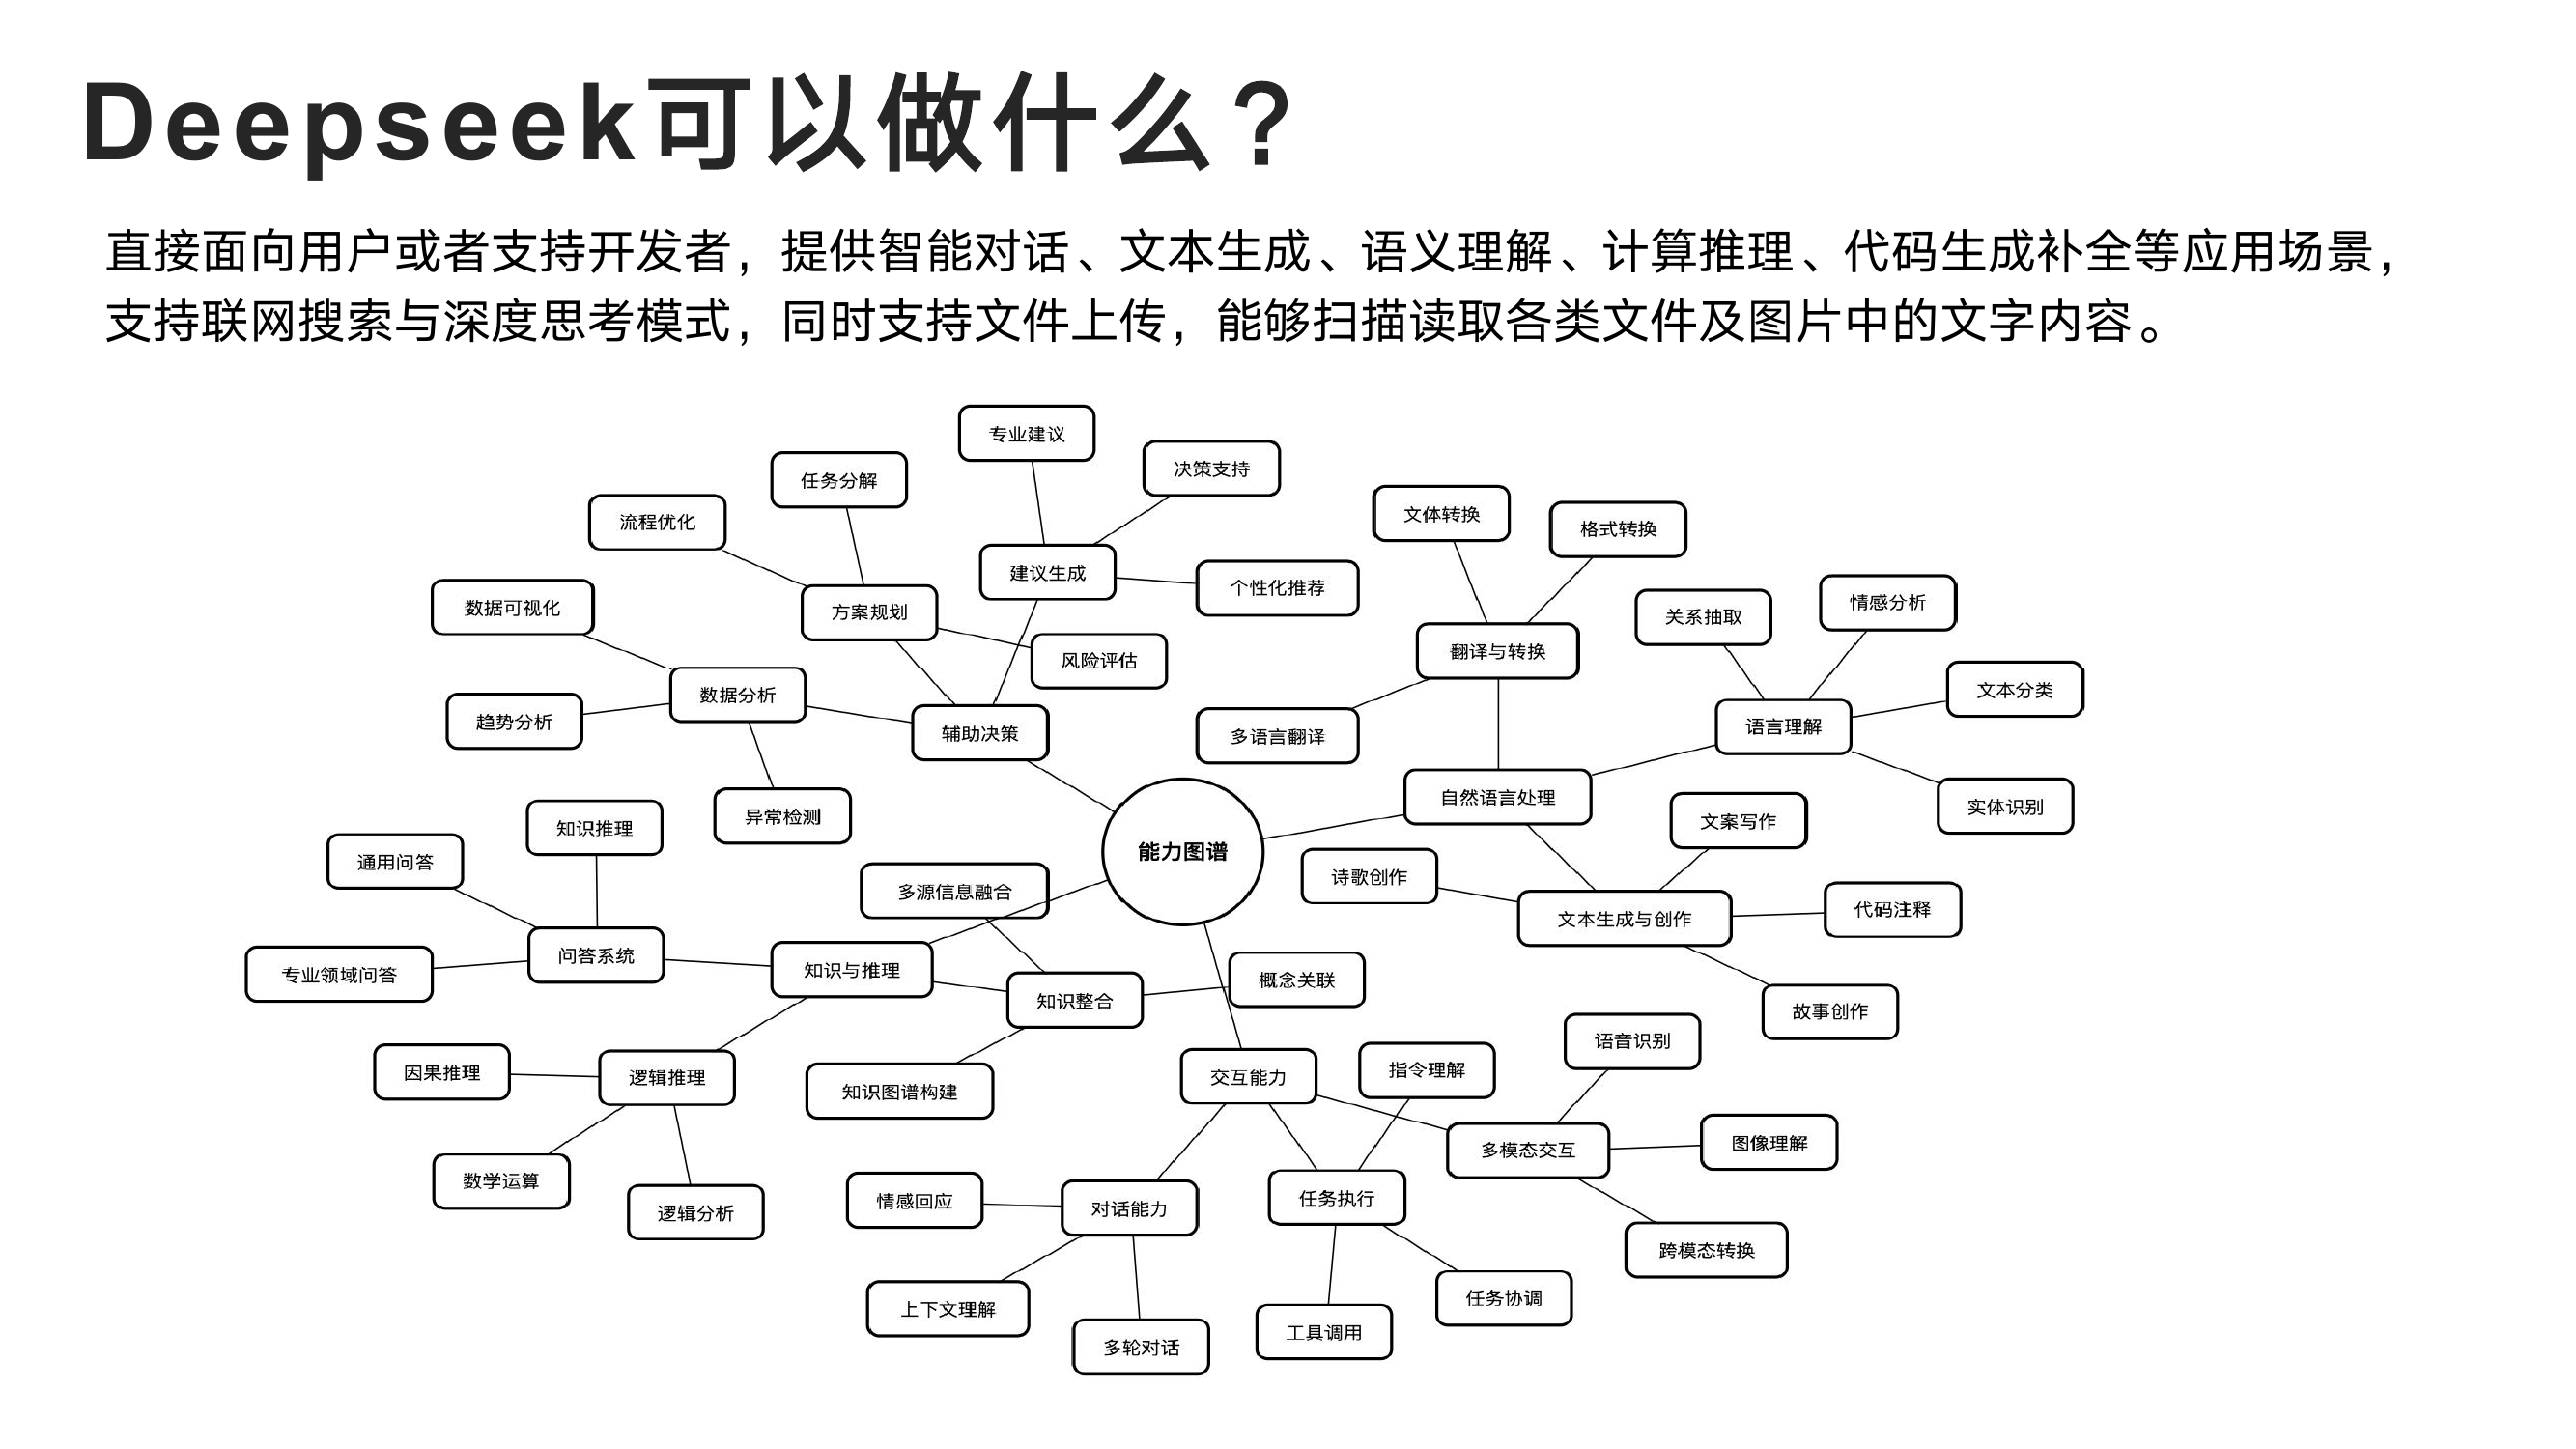 Deepseek可以做什么？
直接面向用户或者支持开发者，提供智能对话、文本生成、语义理解、计算推理、代码生成补全等应用场景，
支持联网搜索与深度思考模式，同时支持文件上传，能够扫描读取各类文件及图片中的文字内容。
专业建议
决策支持
任务分解
流程优化
文体转换
格式转换
建议生成
个性化推荐
数据可视化
方案规划
关系抽取
情感分析
风险评估
翻译与转换
数据分析
文本分类
趋势分析
辅助决策
多语言翻译
语言理解
自然语言处理
实体识别
异常检测
知识推理
文案写作
能力图谱
通用问答
诗歌创作
多源信息融合
代码注释
文本生成与创作
问答系统
专业领域问答
知识与推理
概念关联
知识整合
故事创作
语音识别
因果推理
逻辑推理
知识图谱构建
交互能力
指令理解
图像理解
多模态交互
数学运算
逻辑分析
情感回应
对话能力
任务执行
跨模态转换
上下文理解
任务协调
工具调用
多轮对话